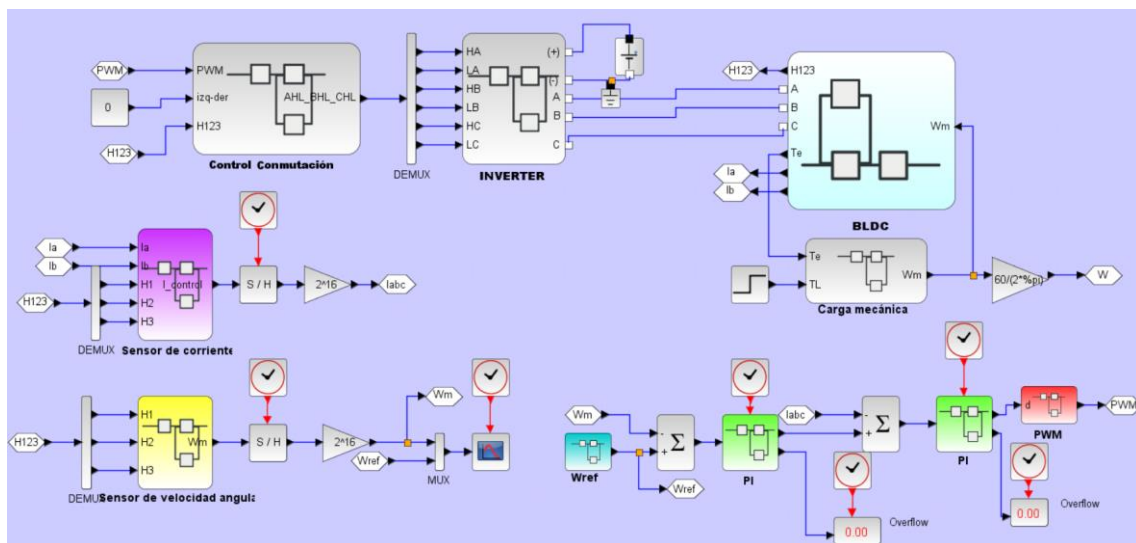 PWM
0
H123
PWM
izq-der
H123
AHL_BHL_CHL
Control Conmutación
DEMUX
HA
LA
HB
LB
HC
LC
(+)
(-)
A
B
C
INVERTER
H123
H123
A
B
C
Te
Wm
Ia
Ib
BLDC
Te
TL
Wm
Carga mecánica
60/(2*%pi)
W
Ia
Ib
H123
DEMUX
Ia
Ib
H1
H2
H3
I_control
Sensor de corriente
S / H
2^16
Iabc
H123
DEMUX
H1
H2
H3
Wm
Sensor de velocidad angula
S / H
2^16
Wm
Wref
MUX
Wm
Wref
Wref
-
+
Σ
PI
Iabc
-
+
Σ
PI
d
PWM
PWM
0.00
Overflow
0.00
Overflow